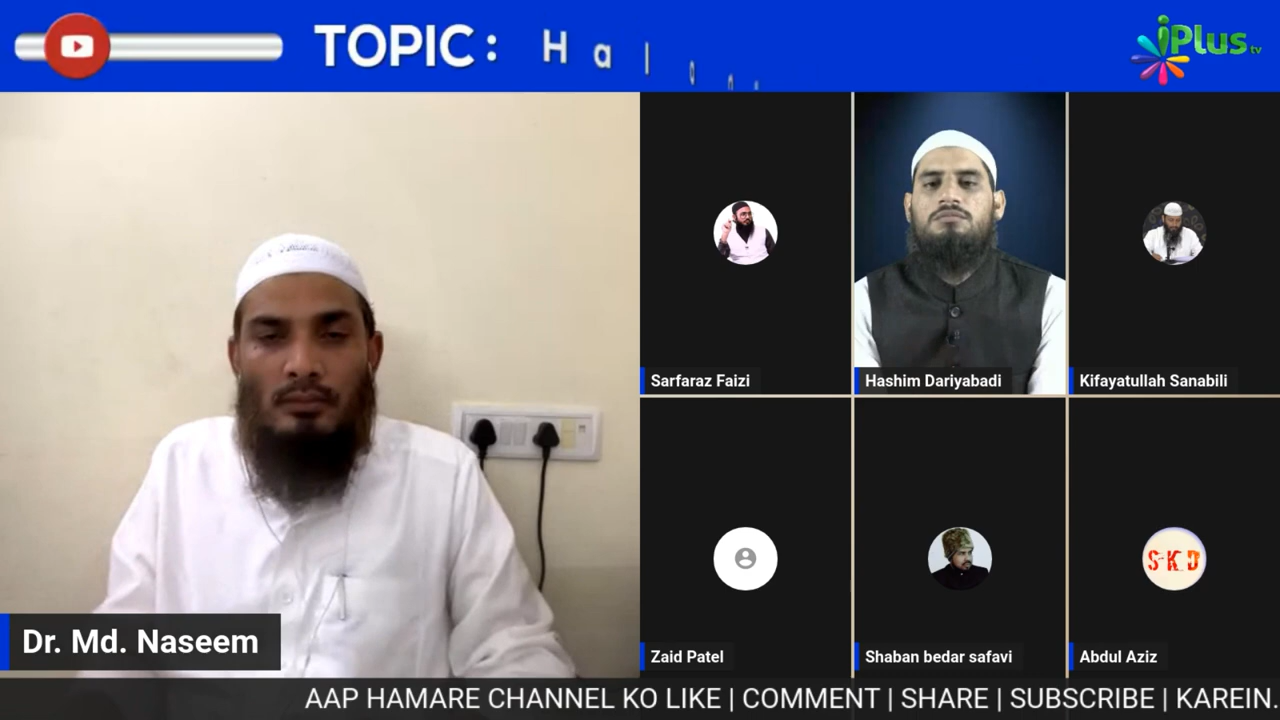 TOPIC: Hal
iPlus tv
Sarfaraz Faizi
Hashim Dariyabadi
Kifayatullah Sanabili
S-K D
Dr. Md. Naseem
Zaid Patel
Shaban bedar safavi
Abdul Aziz
AAP HAMARE CHANNEL KO LIKE | COMMENT | SHARE | SUBSCRIBE | KAREIN.